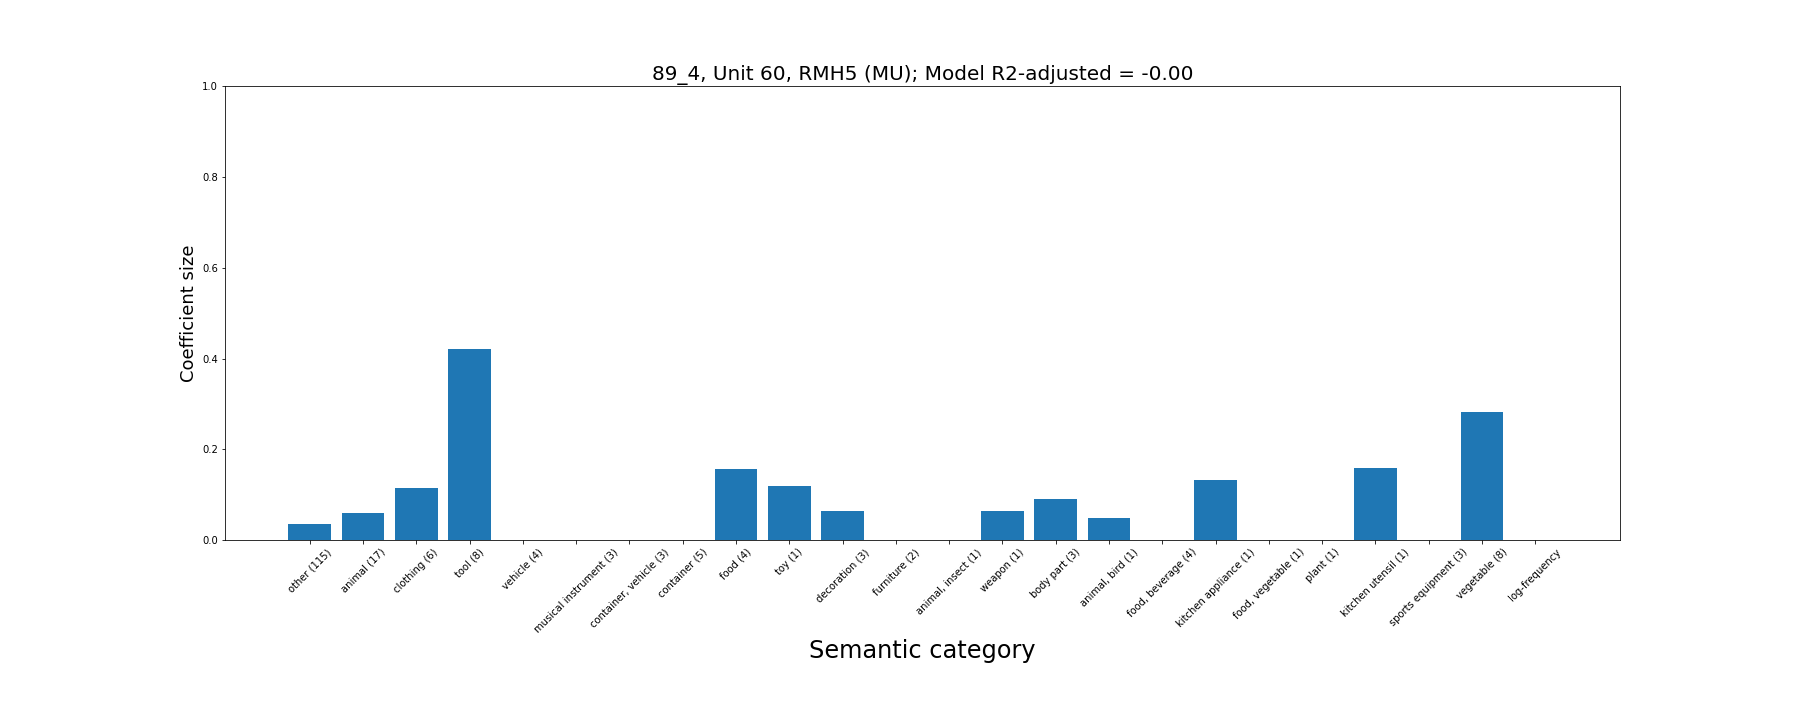 89_4, Unit 60, RMH5 (MU); Model R2-adjusted = -0.00
Coefficient size
1.0
0.8
0.6
0.4
0.2
0.0
other (115)
animal (17)
clothing (6)
tool (8)
vehicle (4)
musical instrument (3)
container, vehicle (3)
container (5)
food (4)
toy (1)
decoration (3)
furniture (2)
animal, insect (1)
weapon (1)
body part (3)
animal, bird (1)
food, beverage (4)
kitchen appliance (1)
food, vegetable (1)
plant (1)
kitchen utensil (1)
sports equipment (3)
vegetable (8)
log-frequency
Semantic category